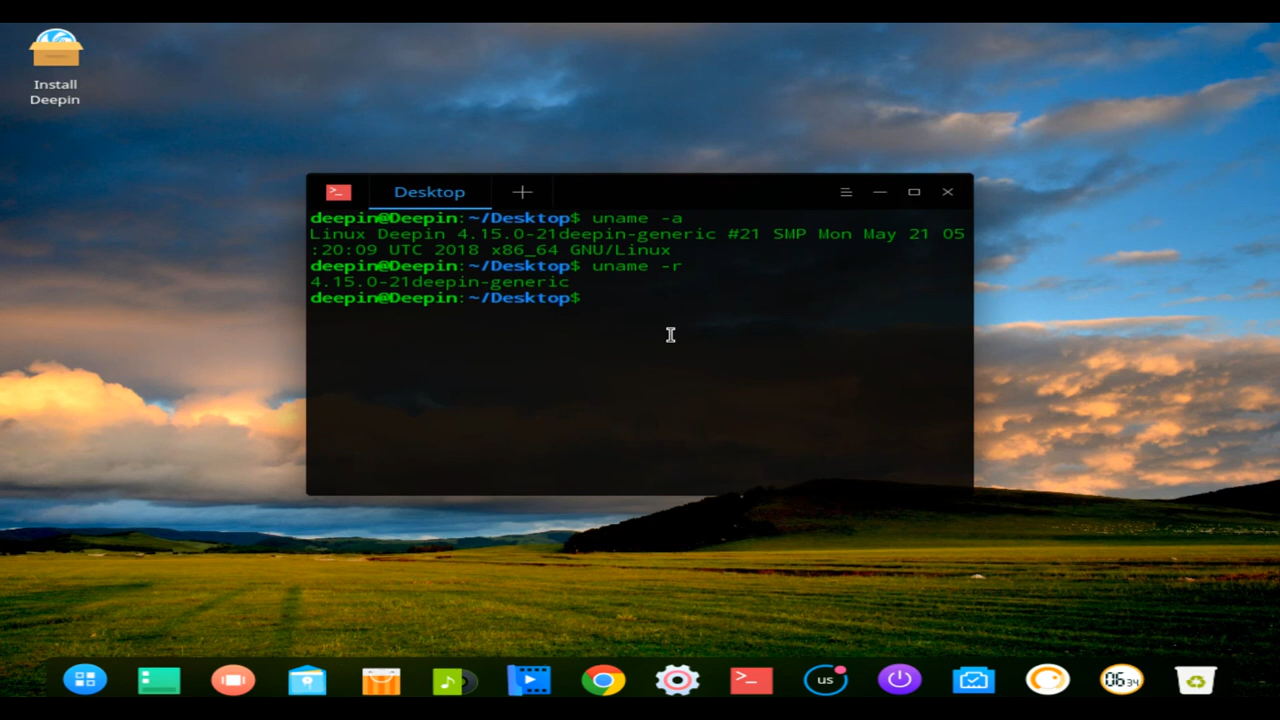 Install
Deepin
>_ Desktop
deepin@Deepin:~/Desktop$ uname -a
Linux Deepin 4.15.0-21deepin-generic #21 SMP Mon May 21 05
:20:09 UTC 2018 x86_64 GNU/Linux
deepin@Deepin:~/Desktop$ uname -r
4.15.0-21deepin-generic
deepin@Deepin:~/Desktop$
>_ us 06 34